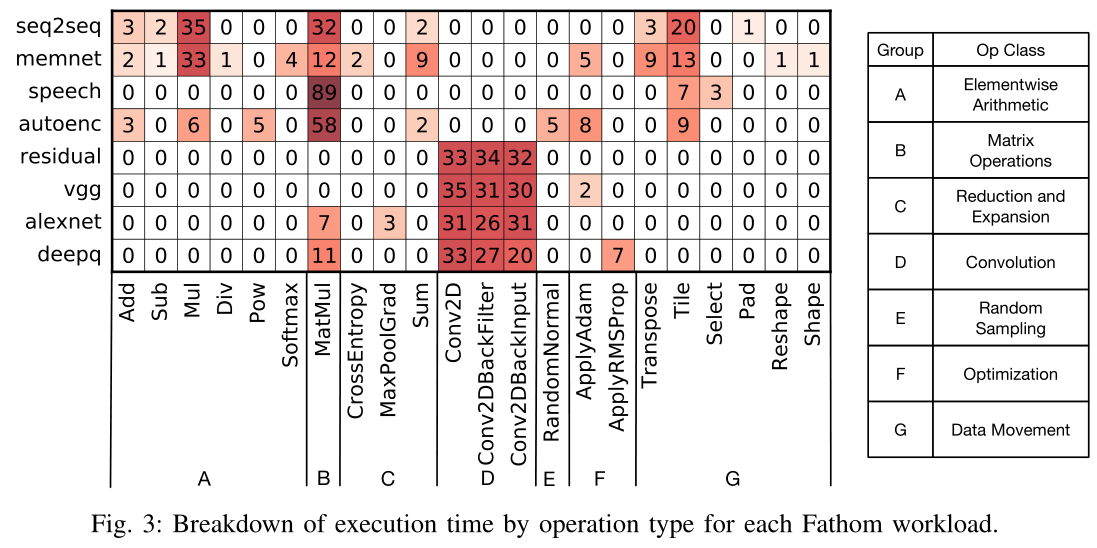 seq2seq 3 2 35 0 0 0 32 0 0 2 0 0 0 0 0 0 3 20 0 1 0 0
memnet 2 1 33 1 0 4 12 2 0 9 0 0 0 0 5 0 9 13 0 0 1 1
speech 0 0 0 0 0 0 89 0 0 0 0 0 0 0 0 0 0 7 3 0 0 0
autoenc 3 0 6 0 5 0 58 0 0 2 0 0 0 5 8 0 0 9 0 0 0 0
residual 0 0 0 0 0 0 0 0 0 0 33 34 32 0 0 0 0 0 0 0 0 0
vgg 0 0 0 0 0 0 0 0 0 0 35 31 30 0 2 0 0 0 0 0 0 0
alexnet 0 0 0 0 0 0 7 0 3 0 31 26 31 0 0 0 0 0 0 0 0 0
deepq 0 0 0 0 0 0 11 0 0 0 33 27 20 0 0 7 0 0 0 0 0 0
Add
Sub
Mul
Div
Pow
Softmax
MatMul
CrossEntropy
MaxPoolGrad
Sum
Conv2D
Conv2DBackFilter
Conv2DBackInput
RandomNormal
ApplyAdam
ApplyRMSProp
Transpose
Tile
Select
Pad
Reshape
Shape
A B C D E F G
Group Op Class
A Elementwise
Arithmetic
B Matrix
Operations
C Reduction and
Expansion
D Convolution
E Random
Sampling
F Optimization
G Data Movement
Fig. 3: Breakdown of execution time by operation type for each Fathom workload.